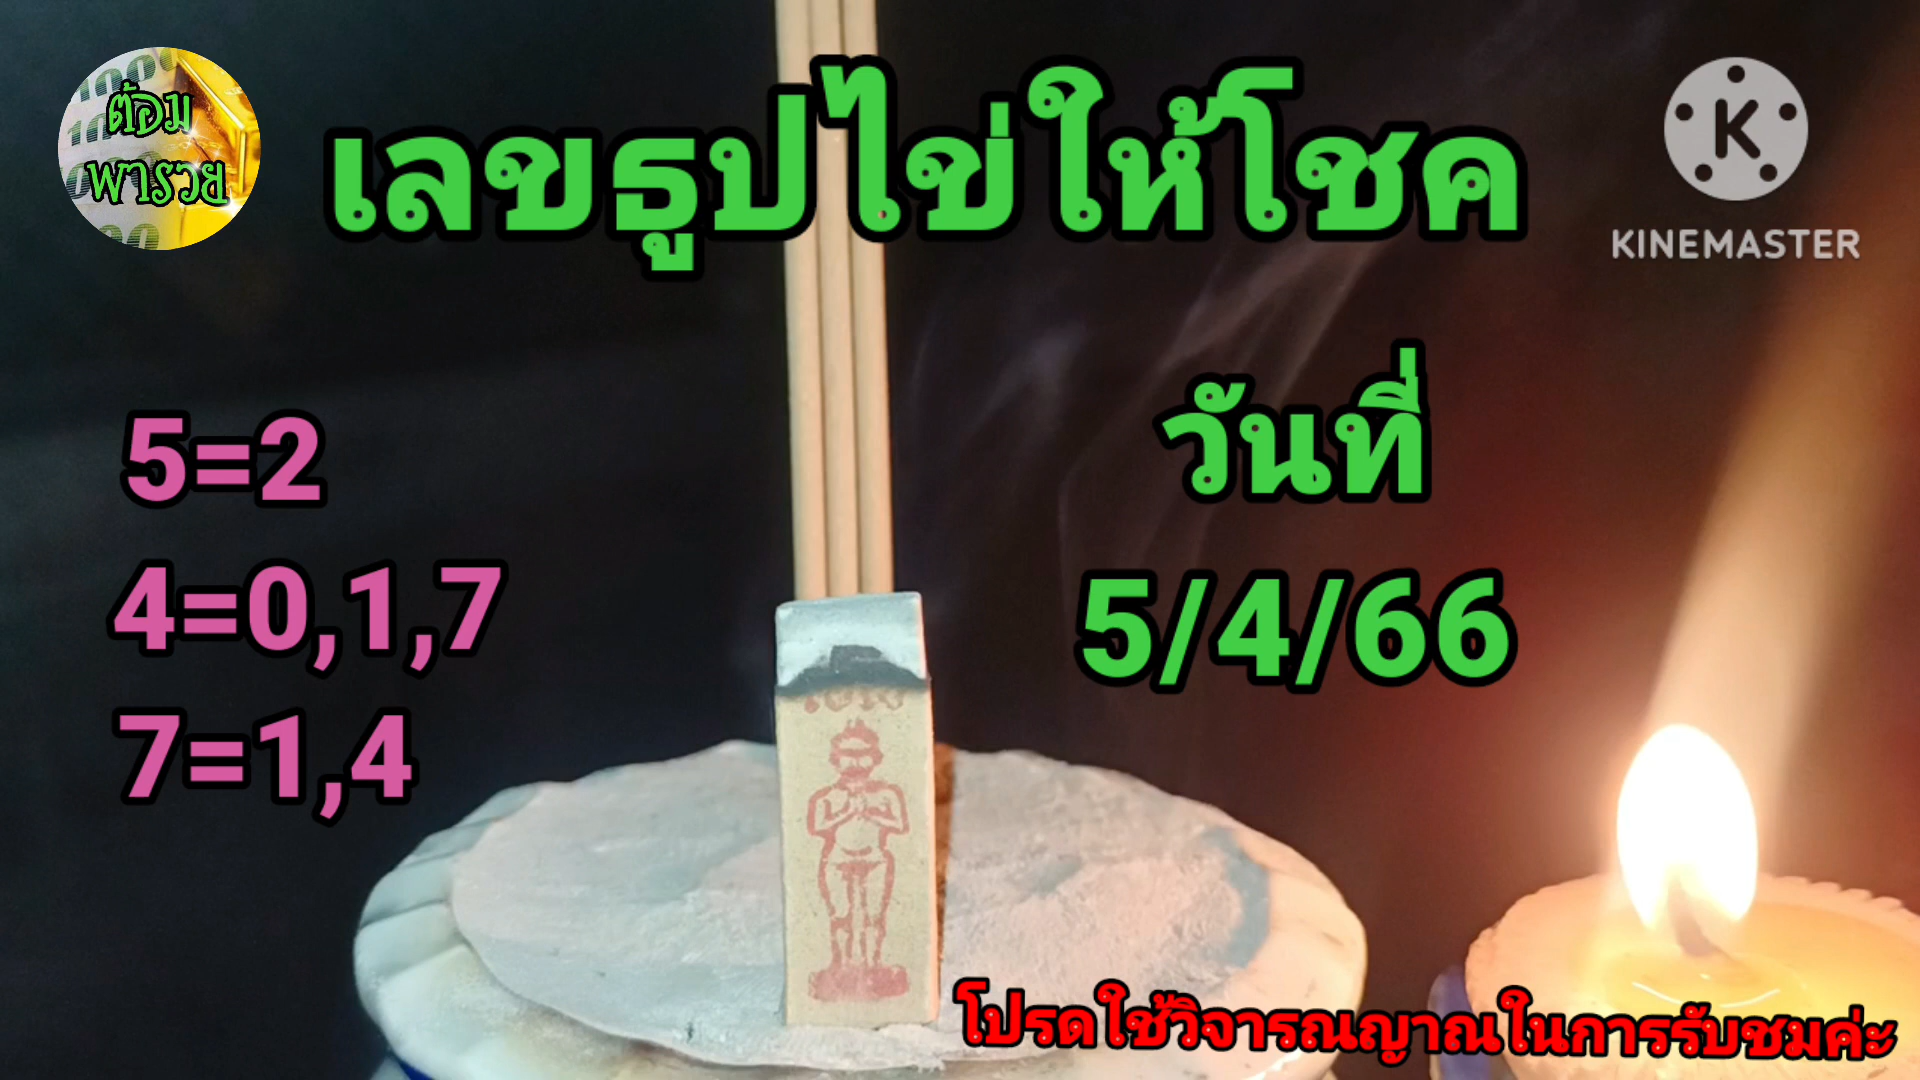 ต้อม
พารวย
เลขธูปไข่ให้โชค
KINEMASTER
วันที่
5/4/66
5=2
4=0,1,7
7=1,4
โปรดใช้วิจารณญาณในการรับชมค่ะ